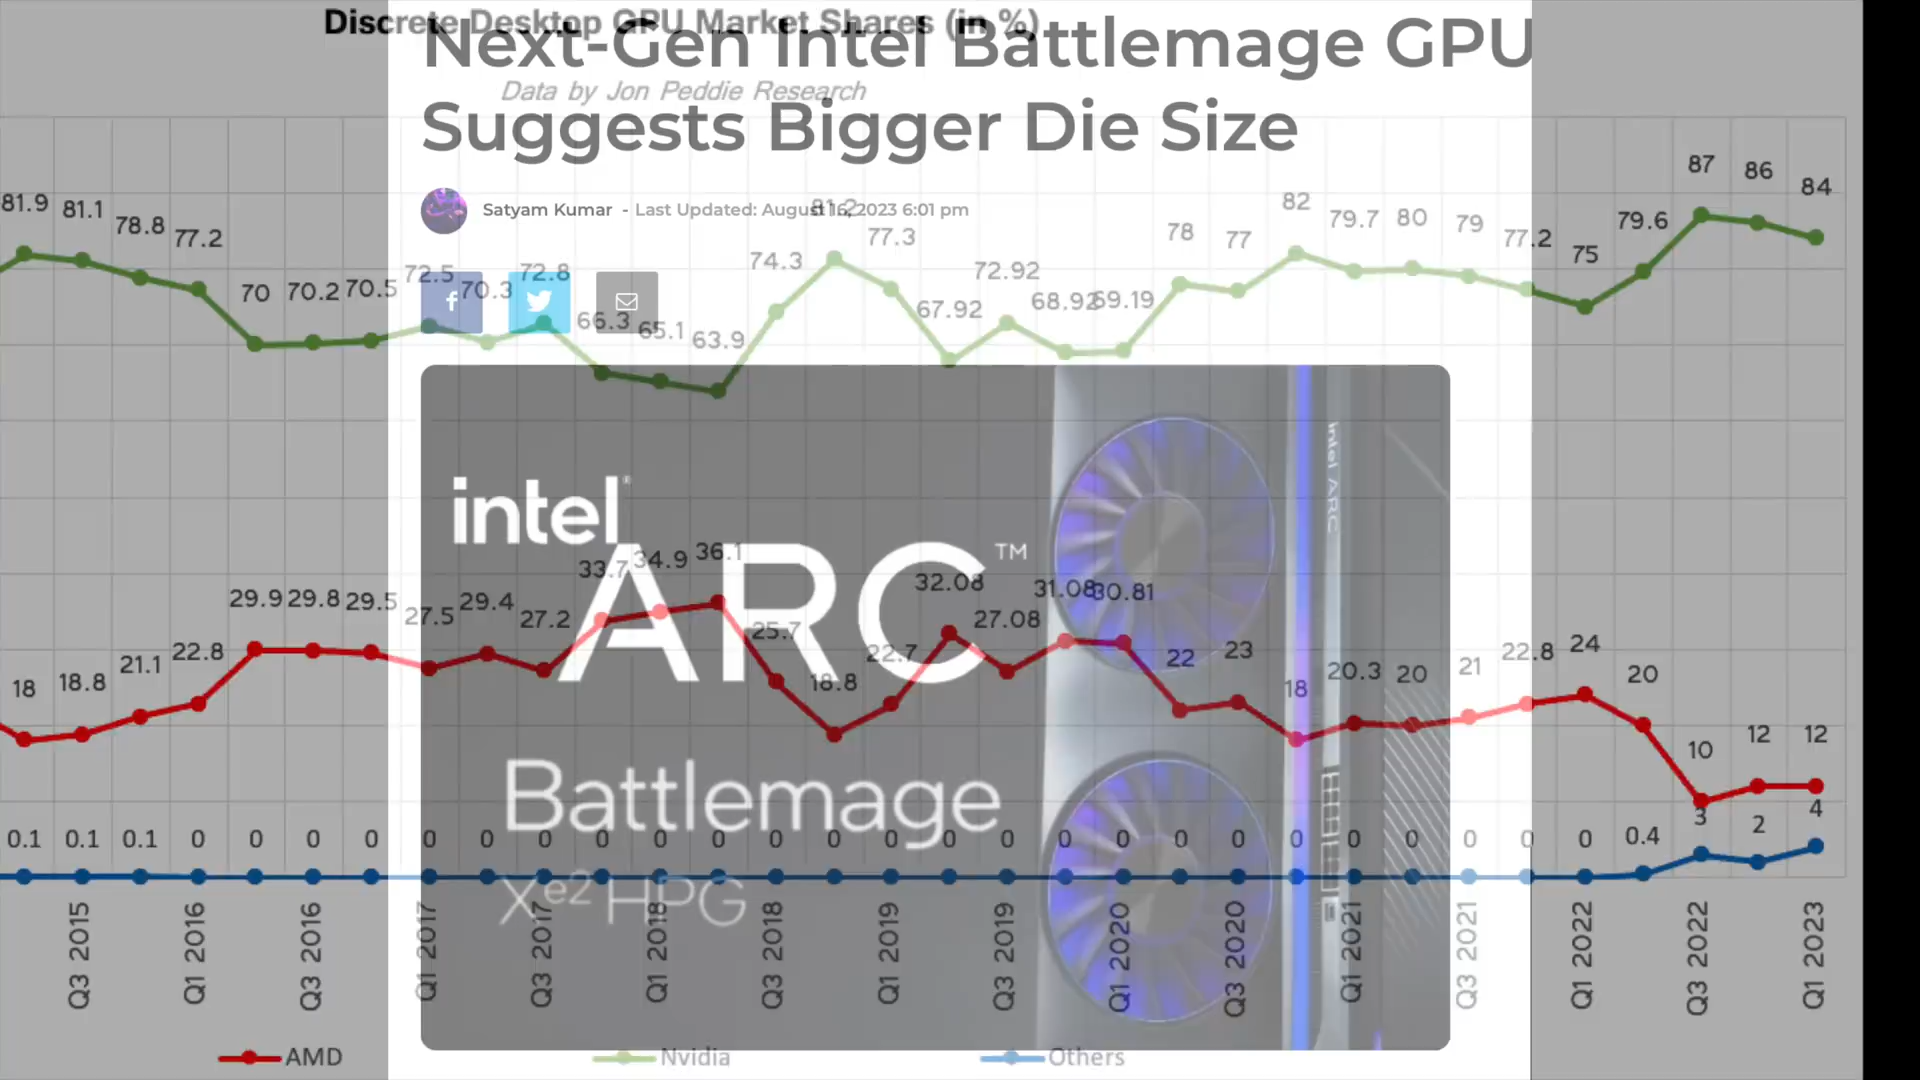 Discrete Desktop GPU Market Shares (in %)
Data by Jon Peddie Research
Next-Gen Intel Battlemage GPU
Suggests Bigger Die Size
Satyam Kumar - Last Updated: August 16, 2023 6:01 pm
81.9 81.1 78.8 77.2 70 70.2 70.5 72.5 70.3 72.8 66.3 65.1 63.9 74.3 81.2 77.3 67.92 72.92 68.92 69.19 78 77 82 79.7 80 79 77.2 75 79.6 87 86 84
f
intel
ARC™
intel ARC
18 18.8 21.1 22.8 29.9 29.8 29.5 27.5 29.4 27.2 33.7 34.9 36.1 25.7 18.8 22.7 32.08 27.08 31.08 30.81 22 23 18 20.3 20 21 22.8 24 20 10 12 12
Battlemage
0.1 0.1 0.1 0 0 0 0 0 0 0 0 0 0 0 0 0 0 0 0 0 0 0 0 0 0 0 0 0 0.4 3 2 4
Xe2 HPG
Q3 2015 Q1 2016 Q3 2016 Q1 2017 Q3 2017 Q1 2018 Q3 2018 Q1 2019 Q3 2019 Q1 2020 Q3 2020 Q1 2021 Q3 2021 Q1 2022 Q3 2022 Q1 2023
AMD Nvidia Others